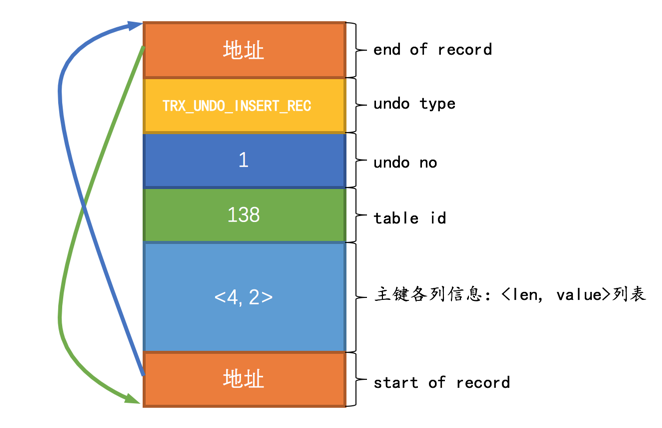 地址 end of record
TRX_UNDO_INSERT_REC undo type
1 undo no
138 table id
<4, 2> 主键各列信息：<len, value>列表
地址 start of record